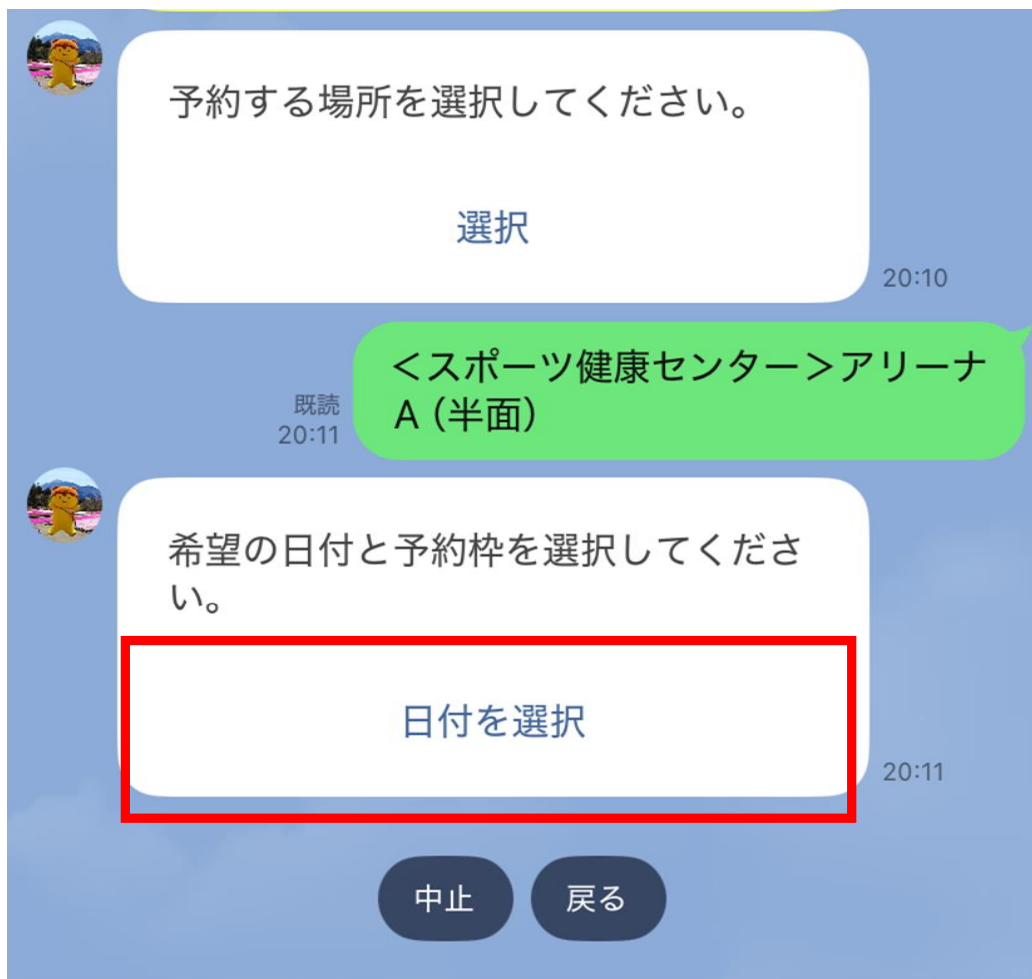 予約する場所を選択してください。
選択
20:10
＜スポーツ健康センター＞アリーナ
A（半面）
既読
20:11
希望の日付と予約枠を選択してくださ
い。
日付を選択
20:11
中止
戻る